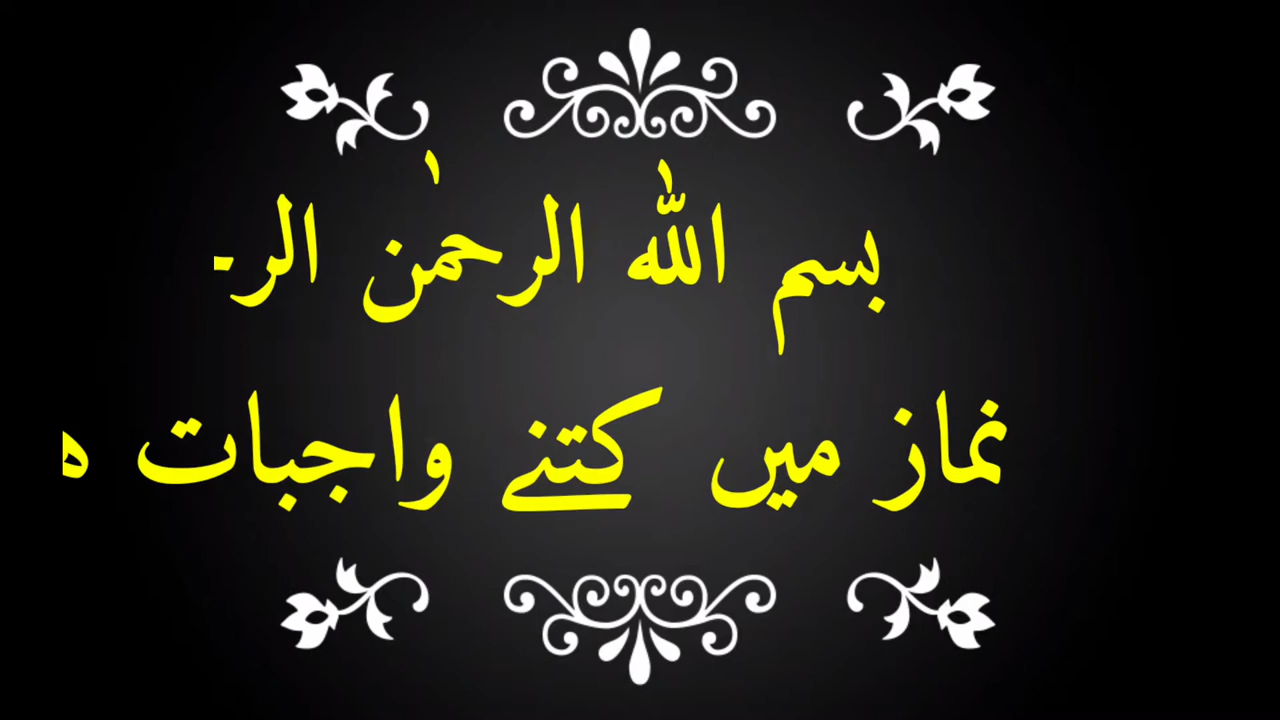 بسم اللہ الرحمٰن الر
نماز میں کتنے واجبات ہ